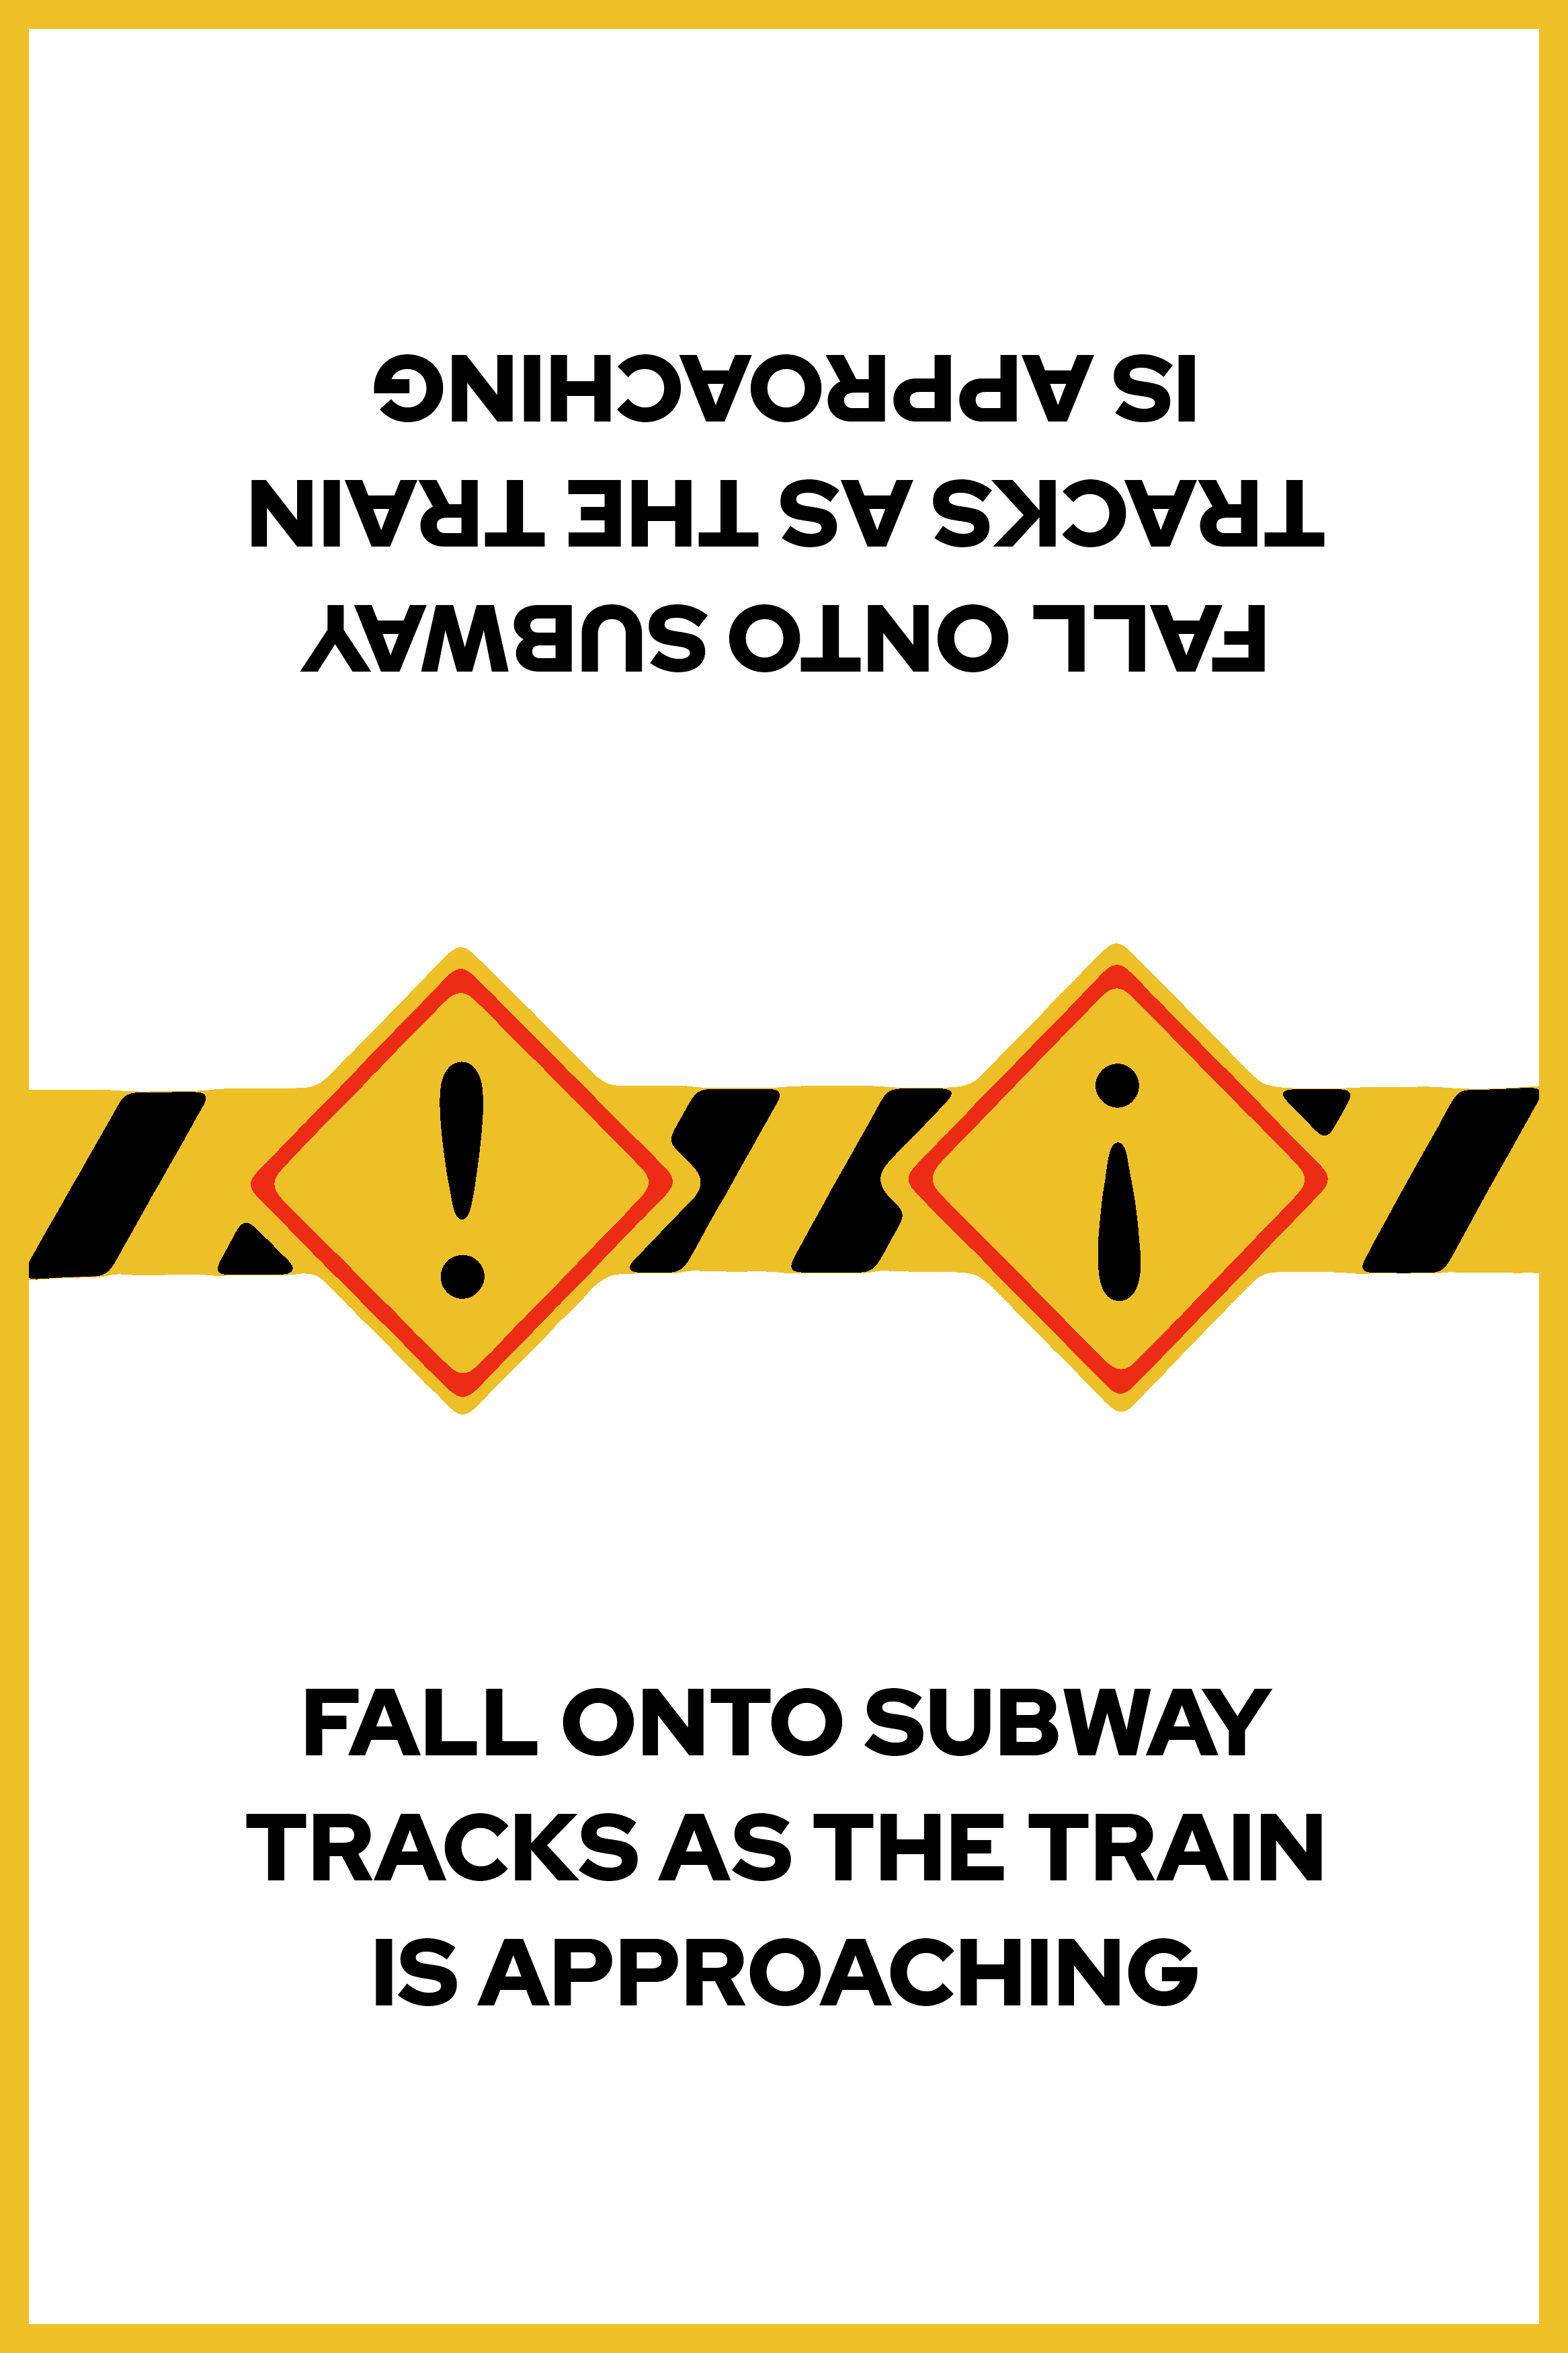 FALL ONTO SUBWAY
TRACKS AS THE TRAIN
IS APPROACHING
FALL ONTO SUBWAY
TRACKS AS THE TRAIN
IS APPROACHING